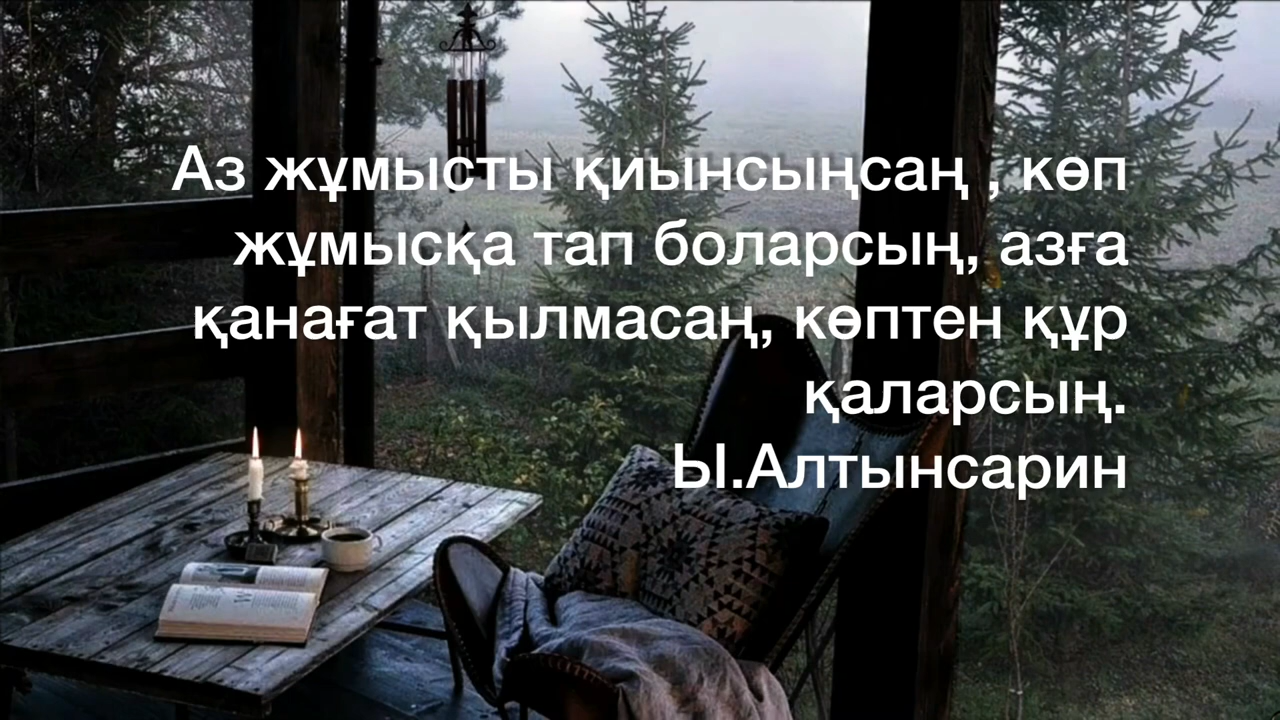 Аз жұмысты қиынсыңсаң , көп
жұмысқа тап боларсың, азға
қанағат қылмасаң, көптен құр
қаларсың.
Ы.Алтынсарин